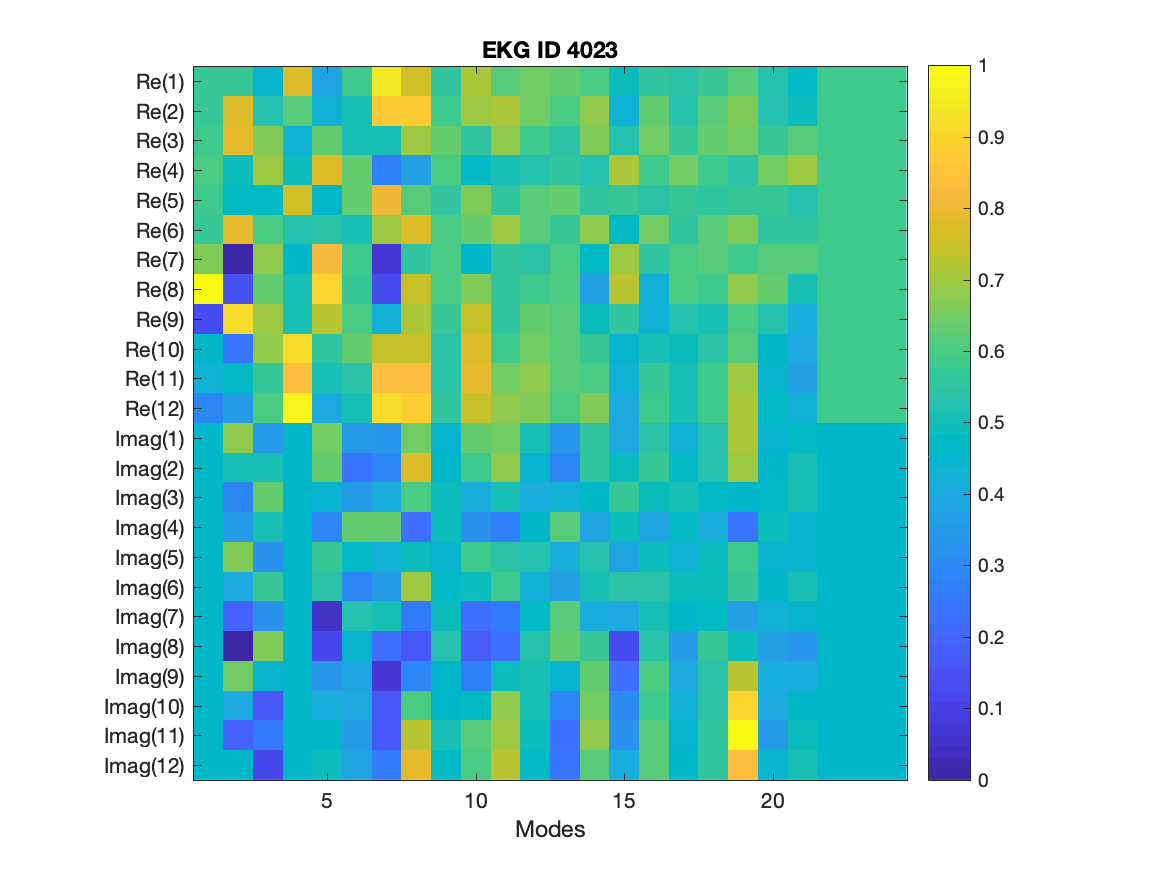 EKG ID 4023
Re(1)
Re(2)
Re(3)
Re(4)
Re(5)
Re(6)
Re(7)
Re(8)
Re(9)
Re(10)
Re(11)
Re(12)
Imag(1)
Imag(2)
Imag(3)
Imag(4)
Imag(5)
Imag(6)
Imag(7)
Imag(8)
Imag(9)
Imag(10)
Imag(11)
Imag(12)
5 10 15 20
Modes
1
0.9
0.8
0.7
0.6
0.5
0.4
0.3
0.2
0.1
0